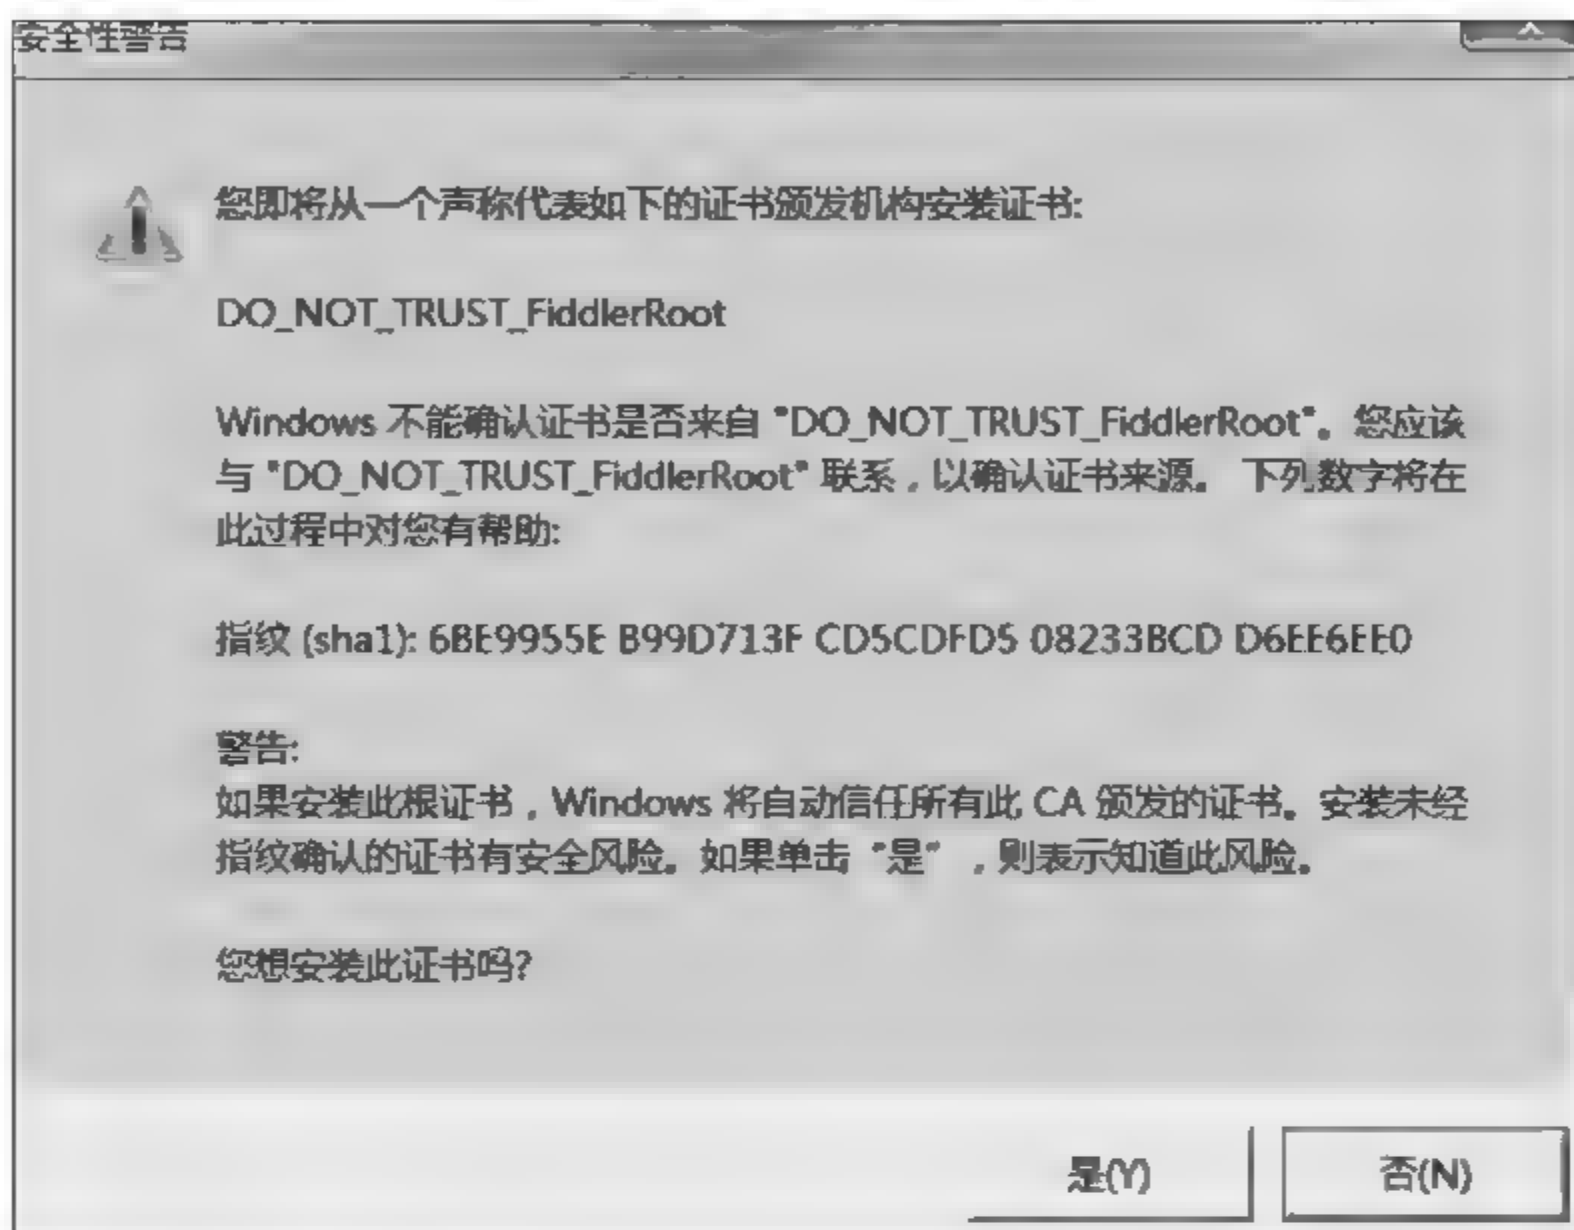 安全性警告
您即将从一个声称代表如下的证书颁发机构安装证书:
DO_NOT_TRUST_FiddlerRoot
Windows 不能确认证书是否来自 "DO_NOT_TRUST_FiddlerRoot"。您应该
与 "DO_NOT_TRUST_FiddlerRoot" 联系，以确认证书来源。 下列数字将在
此过程中对您有帮助:
指纹 (sha1): 6BE9955E B99D713F CD5CDFD5 08233BCD D6EE6EE0
警告:
如果安装此根证书，Windows 将自动信任所有此 CA 颁发的证书。安装未经
指纹确认的证书有安全风险。如果单击 "是"，则表示知道此风险。
您想安装此证书吗?
是(Y)
否(N)